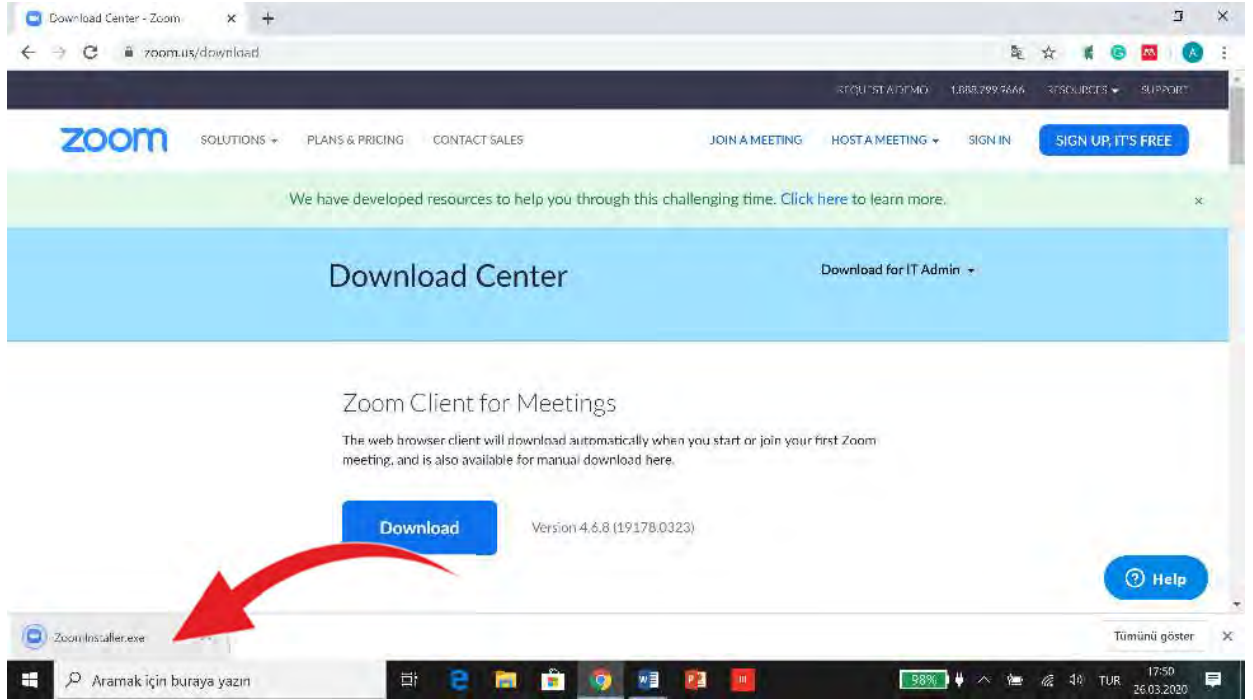 Download Center - Zoom
zoom.us/download
REQUEST A DEMO 1.888.799.9666 RESOURCES SUPPORT
zoom SOLUTIONS PLANS & PRICING CONTACT SALES JOIN A MEETING HOST A MEETING SIGN IN SIGN UP, IT'S FREE
We have developed resources to help you through this challenging time. Click here to learn more.
Download Center
Download for IT Admin
Zoom Client for Meetings
The web browser client will download automatically when you start or join your first Zoom
meeting, and is also available for manual download here.
Download Version 4.6.8 (19178.0323)
Help
ZoomInstaller.exe
Tümünü göster
Aramak için buraya yazın
98%
TUR
17:50
26.03.2020